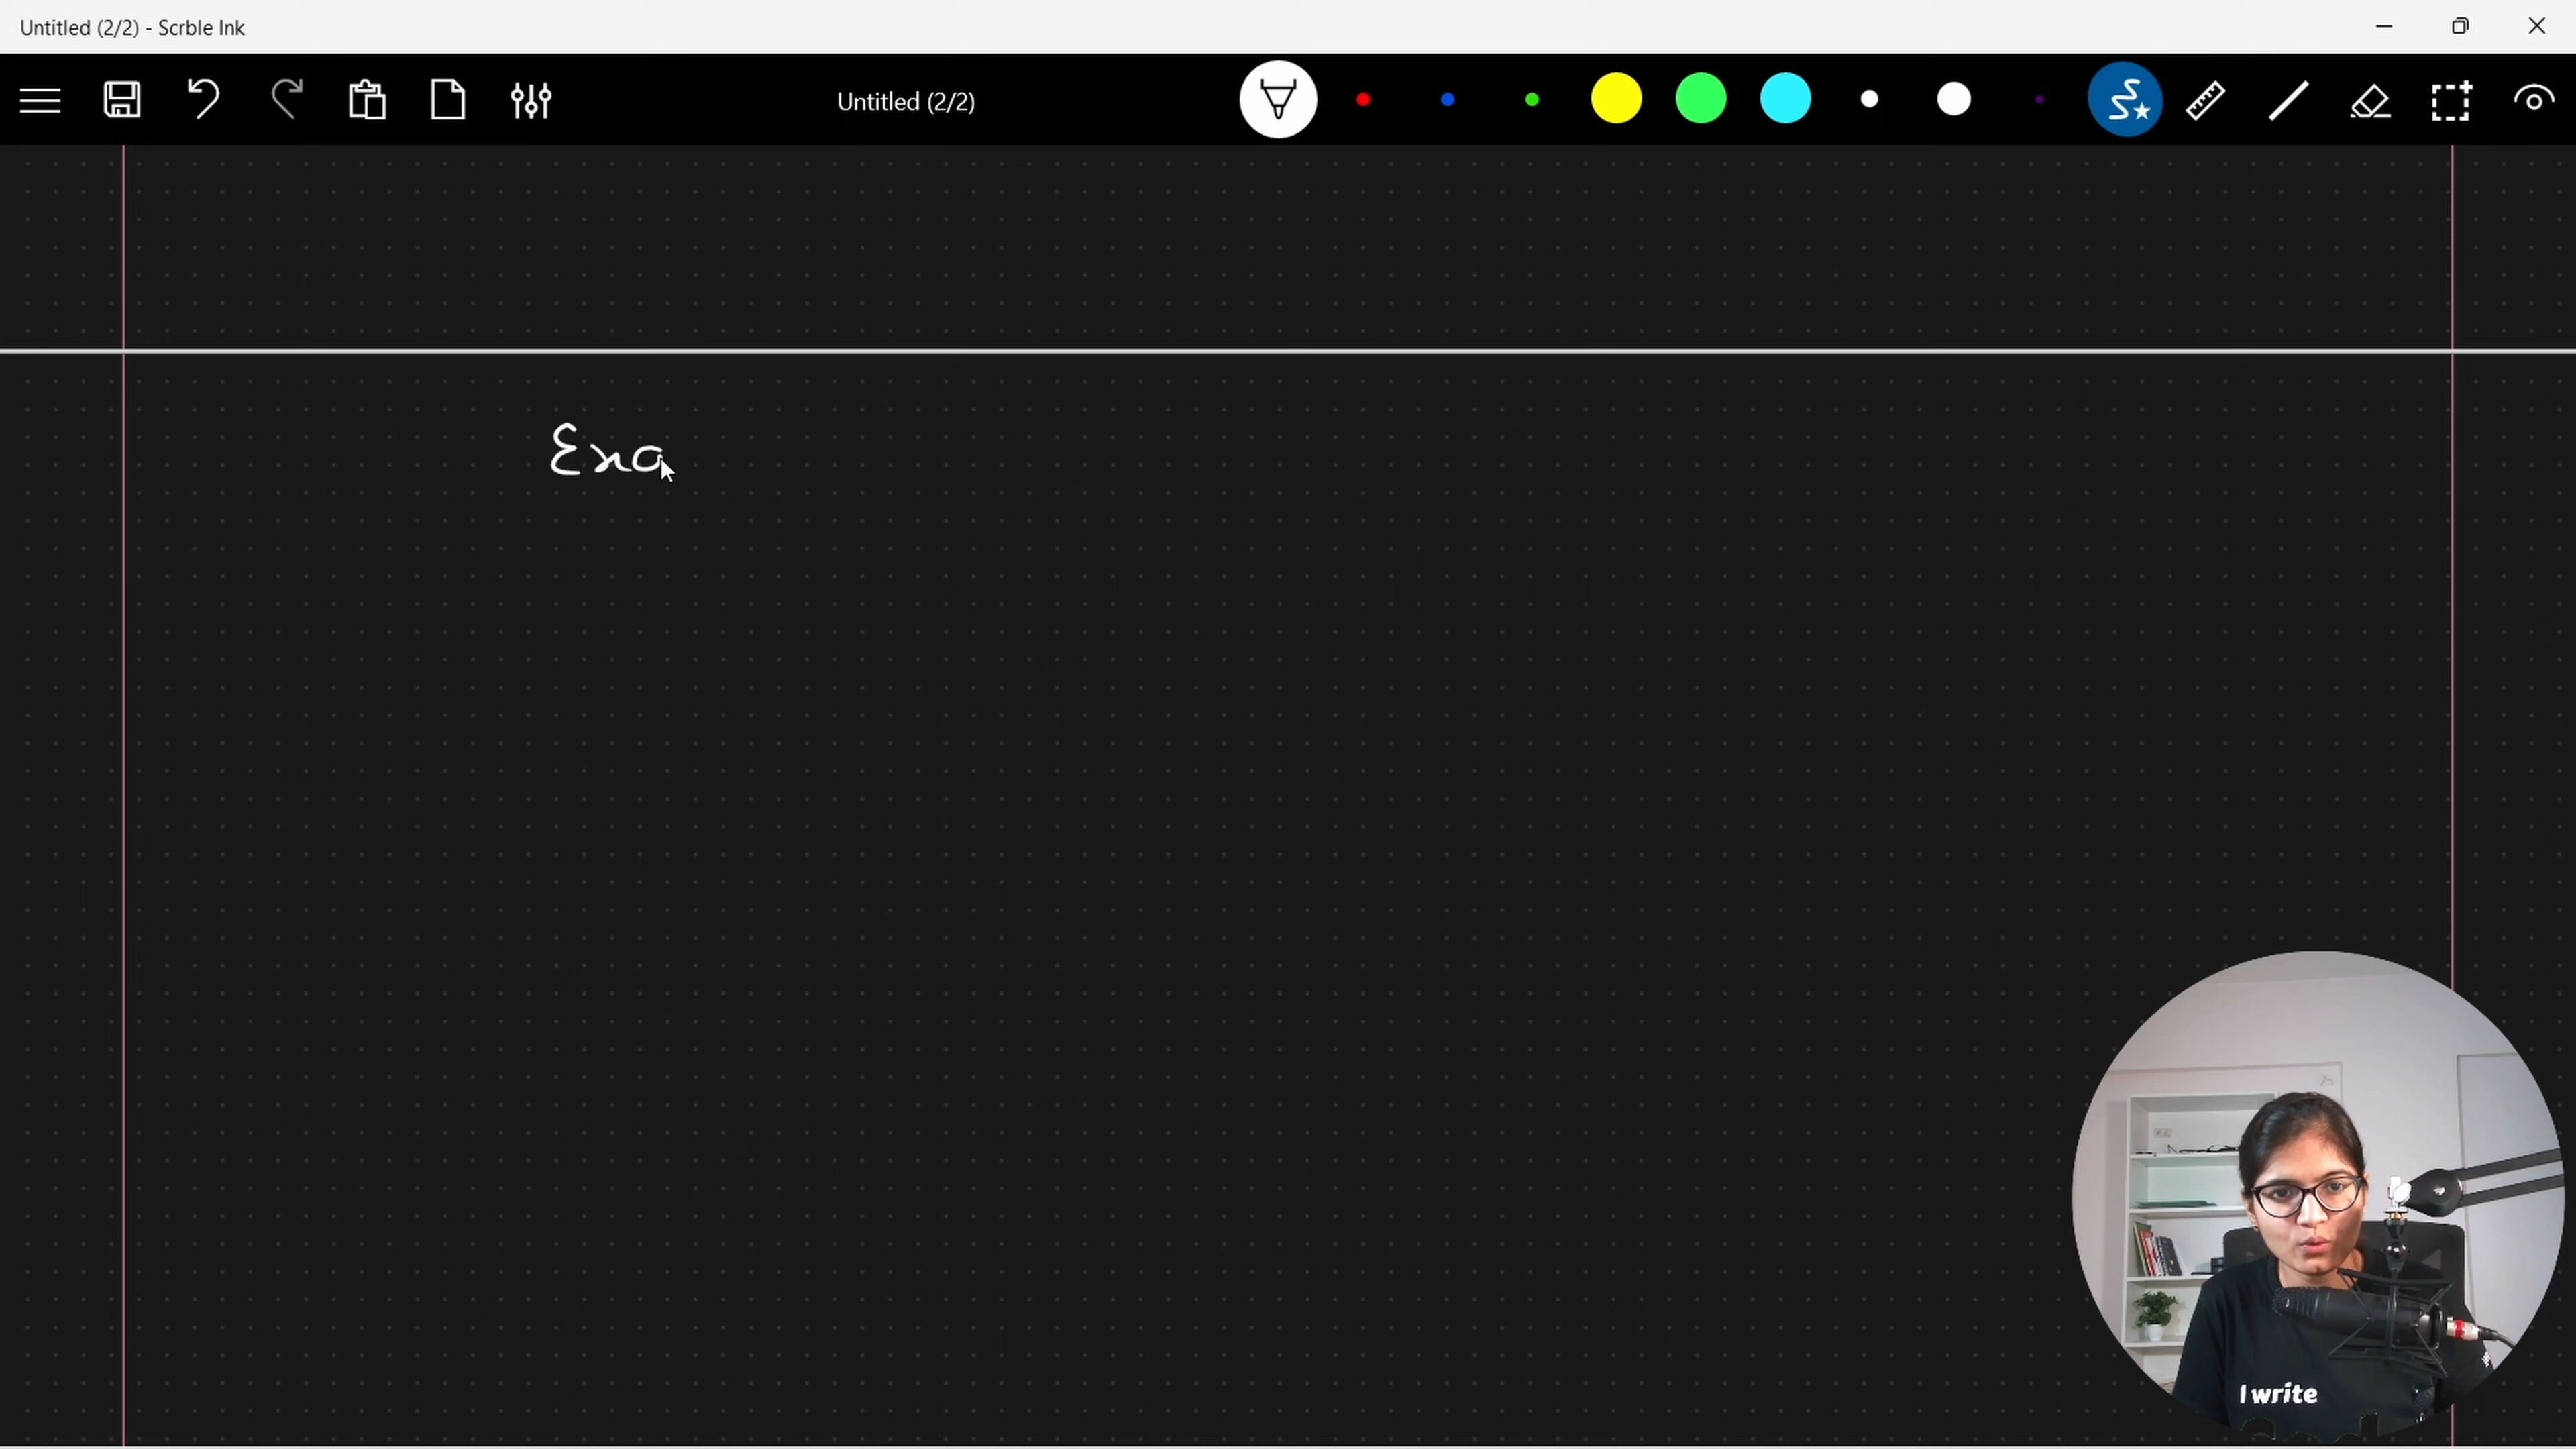 Untitled (2/2) - Scrble Ink
Untitled (2/2)
Exa
I write